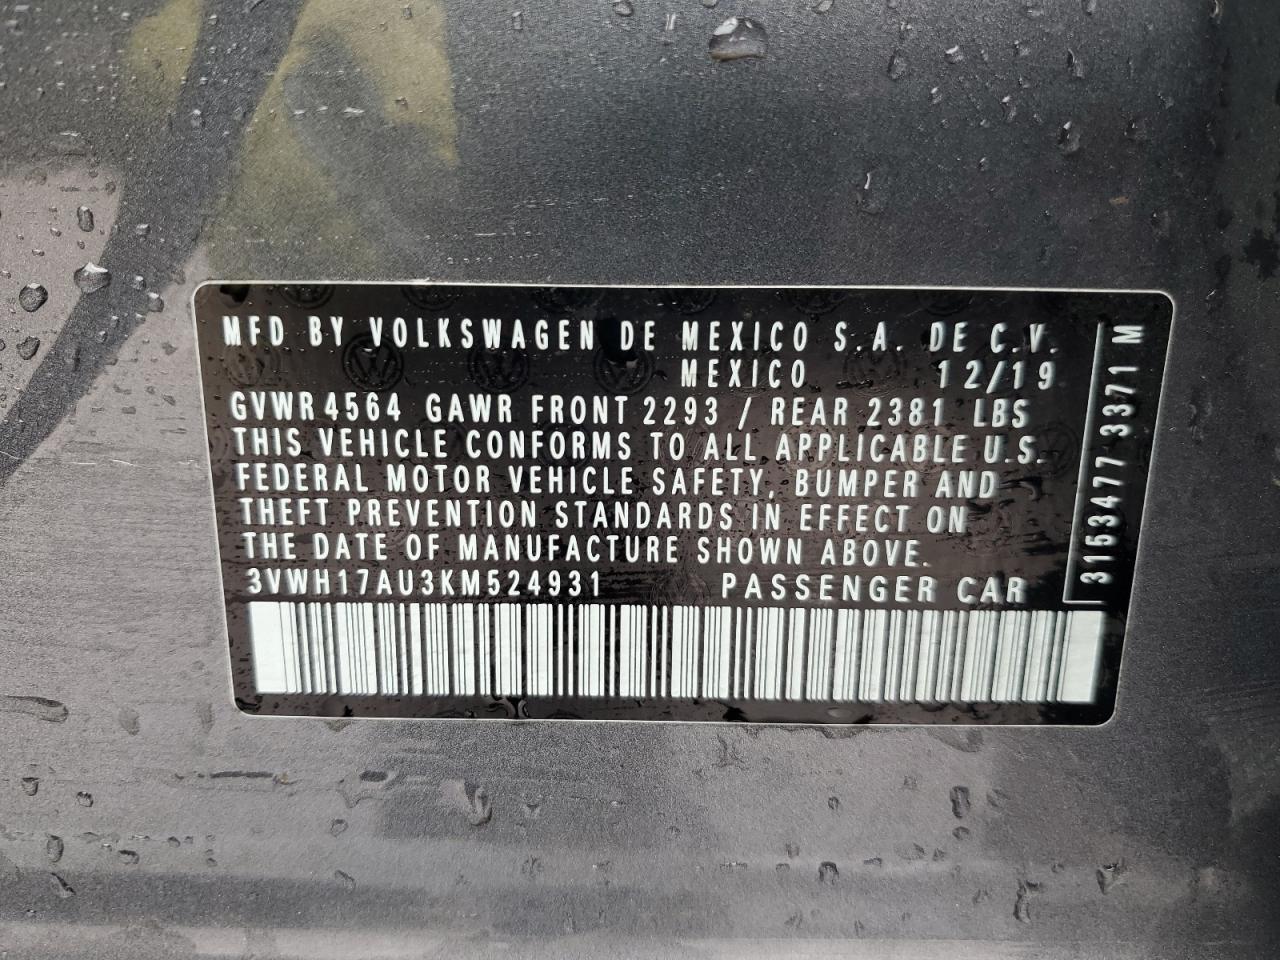 MFD BY VOLKSWAGEN DE MEXICO S.A. DE C.V.
MEXICO 12/19
GVWR 4564 GAWR FRONT 2293 / REAR 2381 LBS
THIS VEHICLE CONFORMS TO ALL APPLICABLE U.S.
FEDERAL MOTOR VEHICLE SAFETY, BUMPER AND
THEFT PREVENTION STANDARDS IN EFFECT ON
THE DATE OF MANUFACTURE SHOWN ABOVE.
3VWH17AU3KM524931 PASSENGER CAR
3153477 3371 M